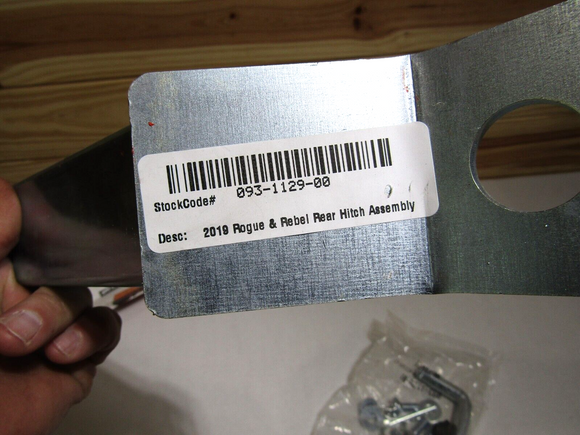 StockCode# 093-1129-00
Desc: 2019 Rogue & Rebel Rear Hitch Assembly